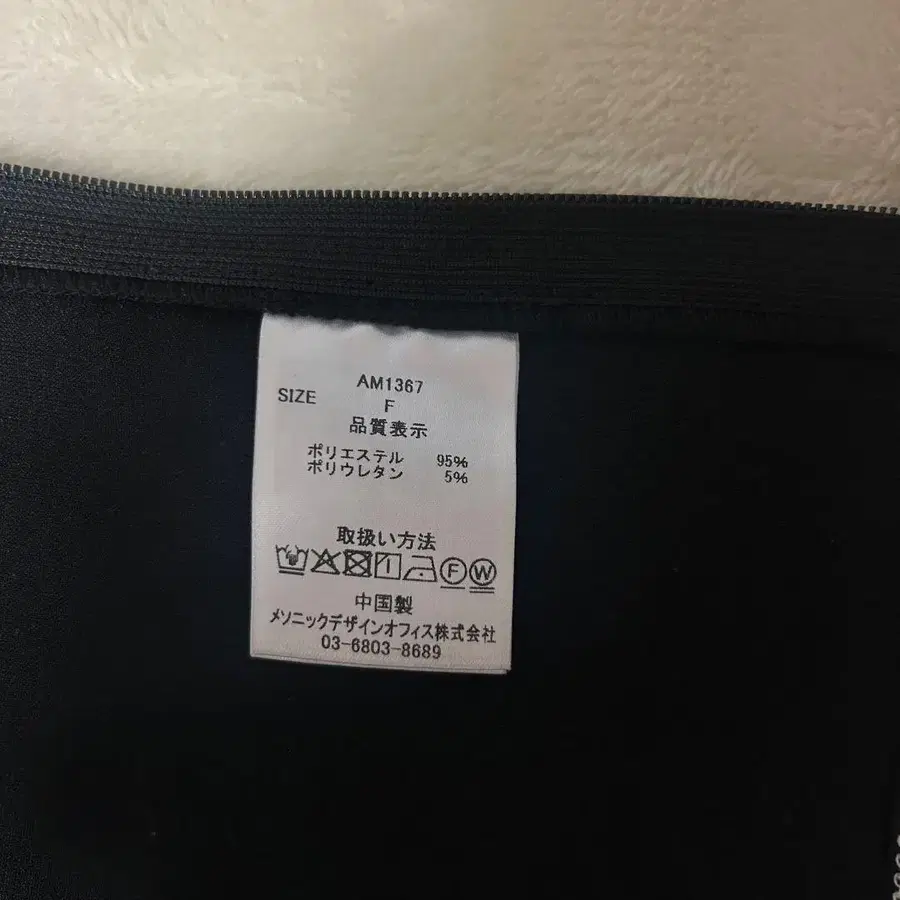 AM1367
SIZE F
品質表示
ポリエステル 95%
ポリウレタン 5%
取扱い方法
F W
中国製
メソニックデザインオフィス株式会社
03-6803-8689